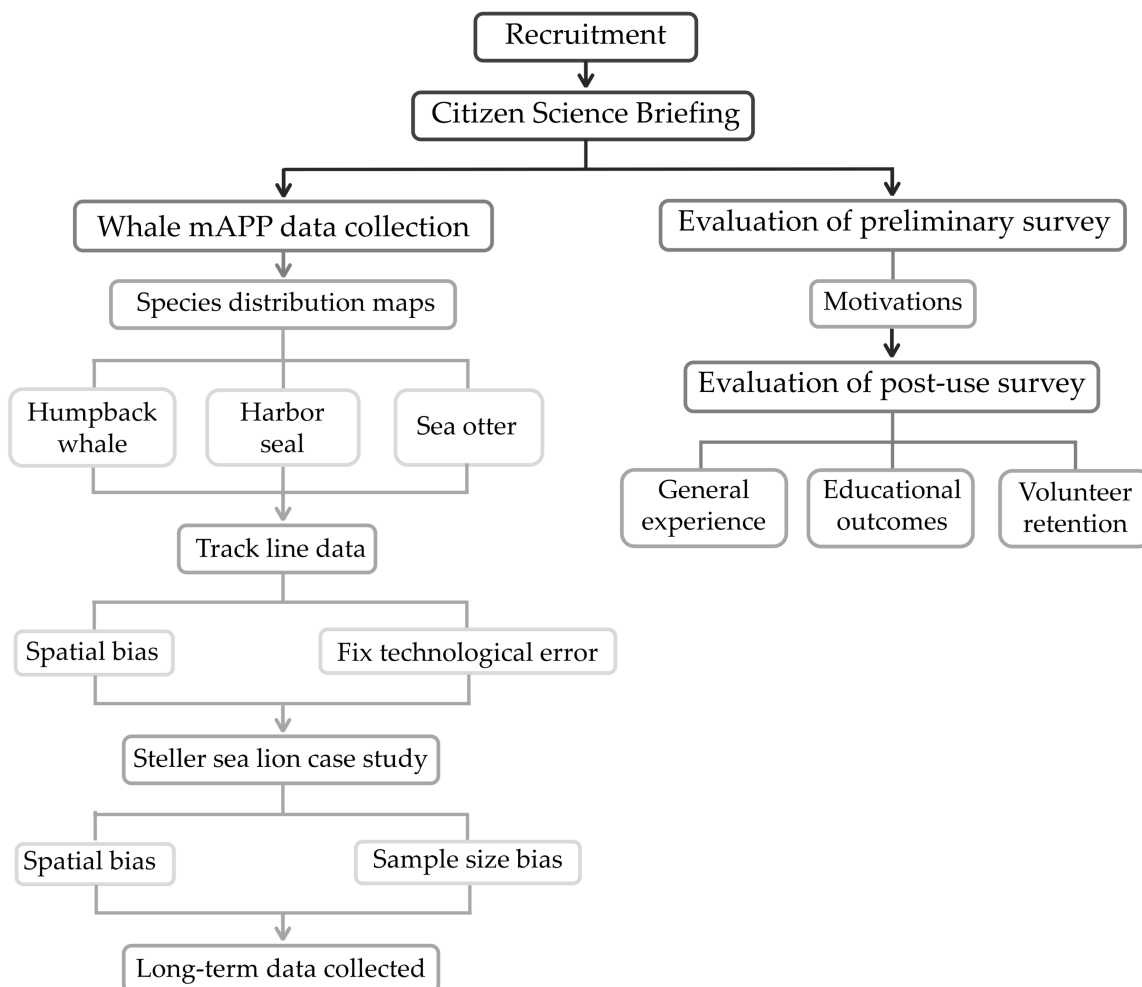 Recruitment
Citizen Science Briefing
Whale mAPP data collection
Evaluation of preliminary survey
Species distribution maps
Motivations
Humpback
whale
Harbor
seal
Sea otter
Evaluation of post-use survey
General
experience
Educational
outcomes
Volunteer
retention
Track line data
Spatial bias
Fix technological error
Steller sea lion case study
Spatial bias
Sample size bias
Long-term data collected